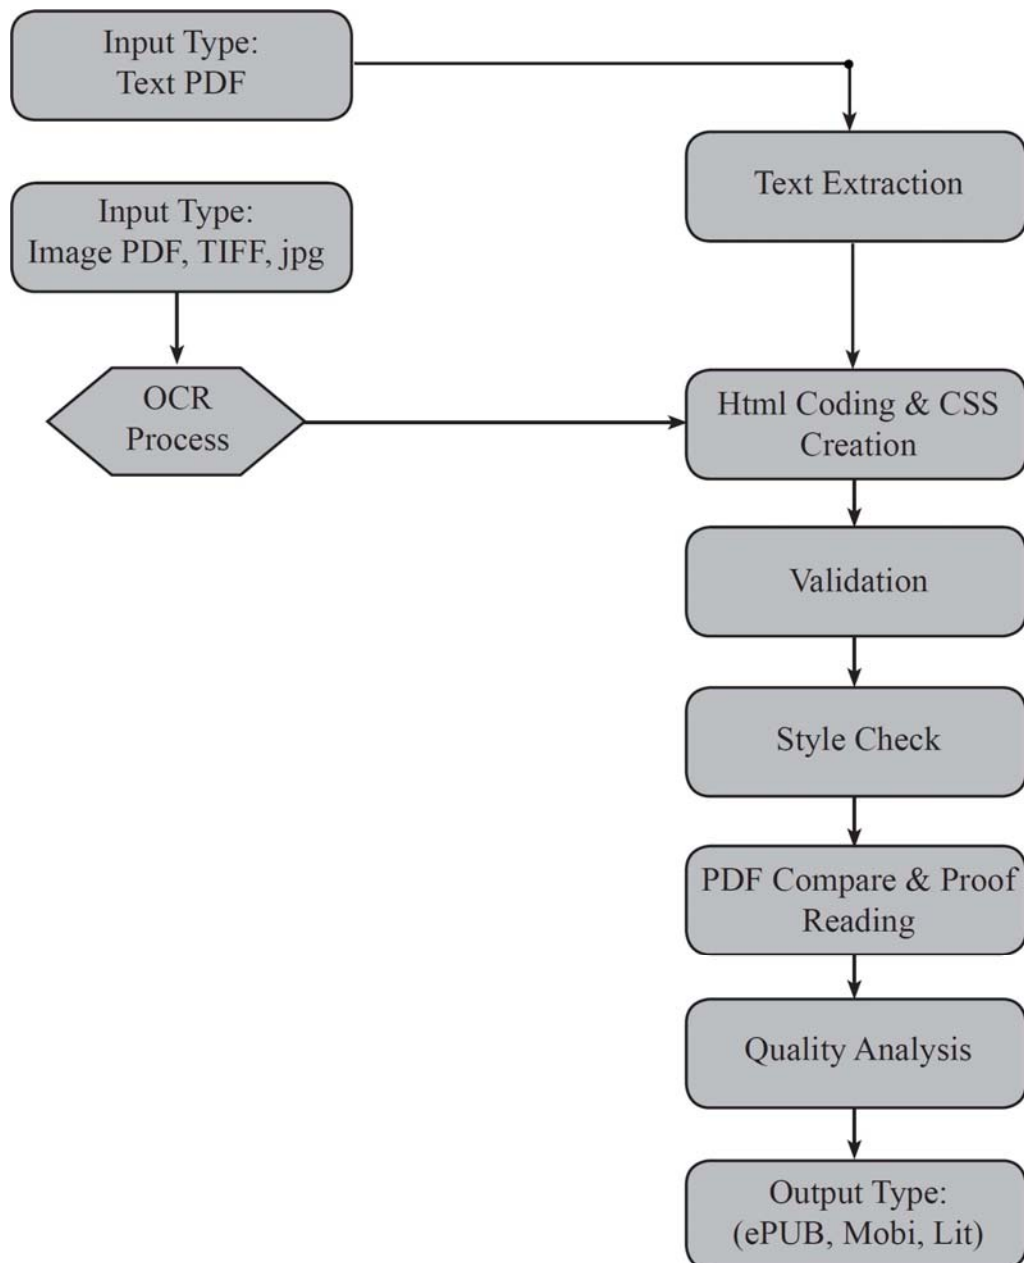 Input Type:
Text PDF
Text Extraction
Input Type:
Image PDF, TIFF, jpg
OCR
Process
Html Coding & CSS
Creation
Validation
Style Check
PDF Compare & Proof
Reading
Quality Analysis
Output Type:
(ePUB, Mobi, Lit)